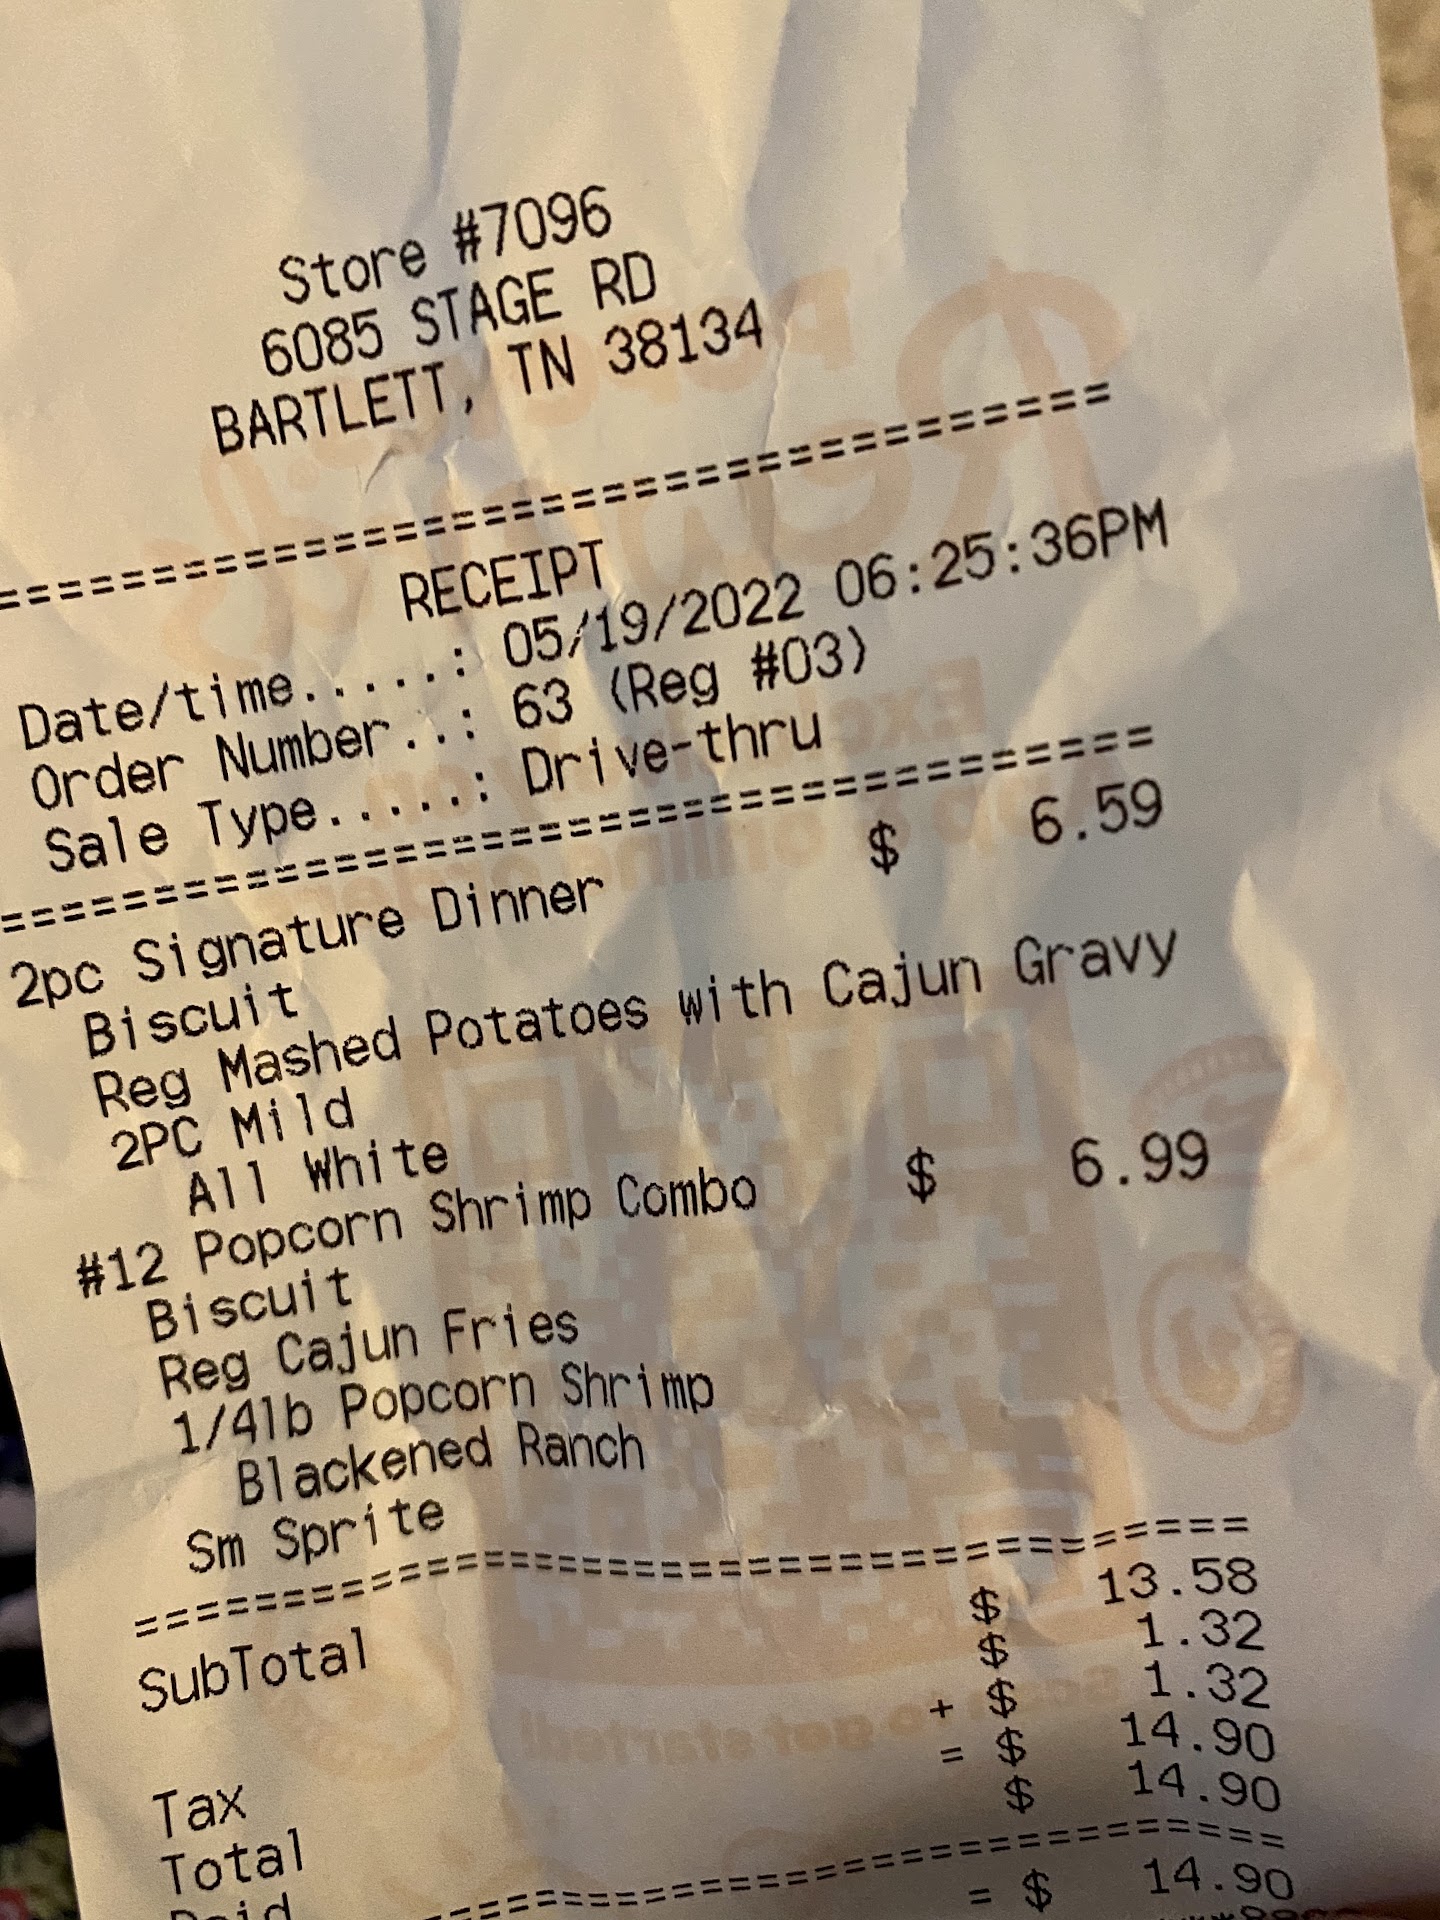 Store #7096
6085 STAGE RD
BARTLETT, TN 38134
===================================
RECEIPT
Date/time.....: 05/19/2022 06:25:36PM
Order Number..: 63 (Reg #03)
Sale Type.....: Drive-thru
===================================
2pc Signature Dinner $ 6.59
Biscuit
Reg Mashed Potatoes with Cajun Gravy
2PC Mild
All White
#12 Popcorn Shrimp Combo $ 6.99
Biscuit
Reg Cajun Fries
1/4lb Popcorn Shrimp
Blackened Ranch
Sm Sprite
===================================
SubTotal $ 13.58
$ 1.32
Tax + $ 1.32
Total = $ 14.90
Paid $ 14.90
===================================
= $ 14.90